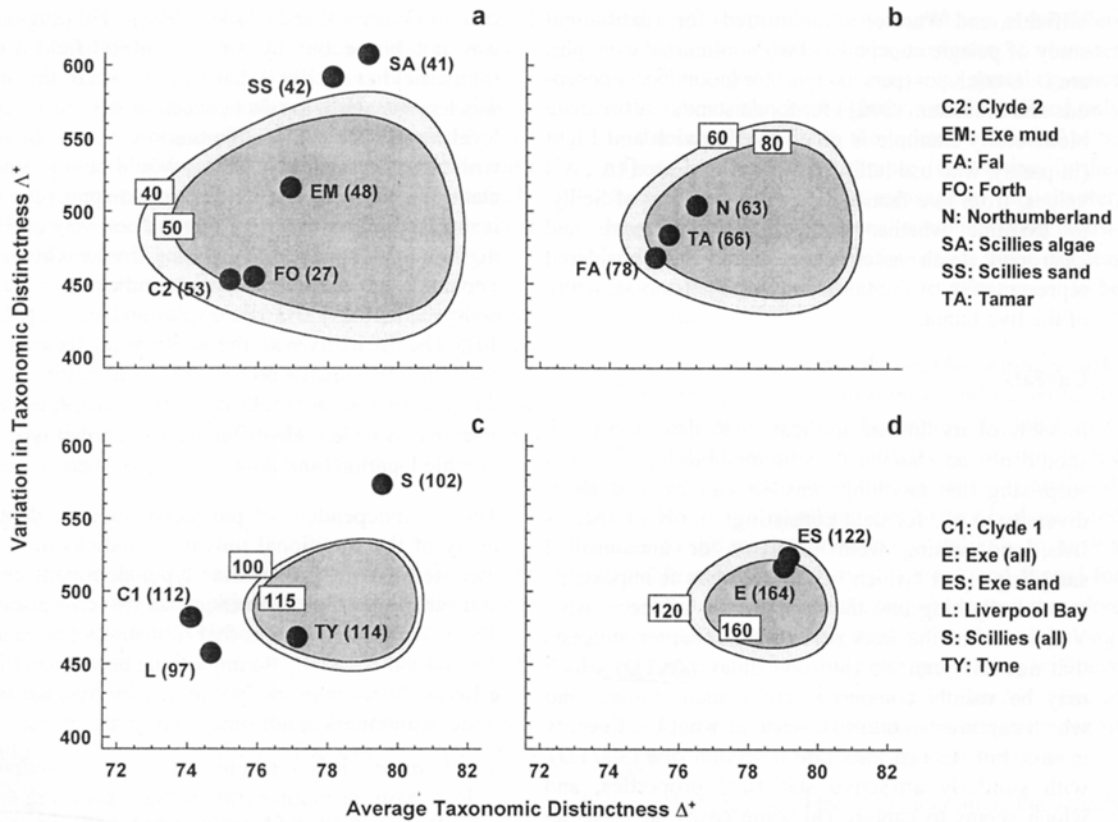 a
b
600
550
500
450
400
SA (41)
SS (42)
40
EM (48)
50
C2 (53)
FO (27)
60
80
N (63)
TA (66)
FA (78)
C2: Clyde 2
EM: Exe mud
FA: Fal
FO: Forth
N: Northumberland
SA: Scillies algae
SS: Scillies sand
TA: Tamar
Variation in Taxonomic Distinctness Λ⁺
c
d
600
550
500
450
400
S (102)
100
C1 (112)
115
TY (114)
L (97)
ES (122)
E (164)
120
160
C1: Clyde 1
E: Exe (all)
ES: Exe sand
L: Liverpool Bay
S: Scillies (all)
TY: Tyne
72 74 76 78 80 82
72 74 76 78 80 82
Average Taxonomic Distinctness Δ⁺